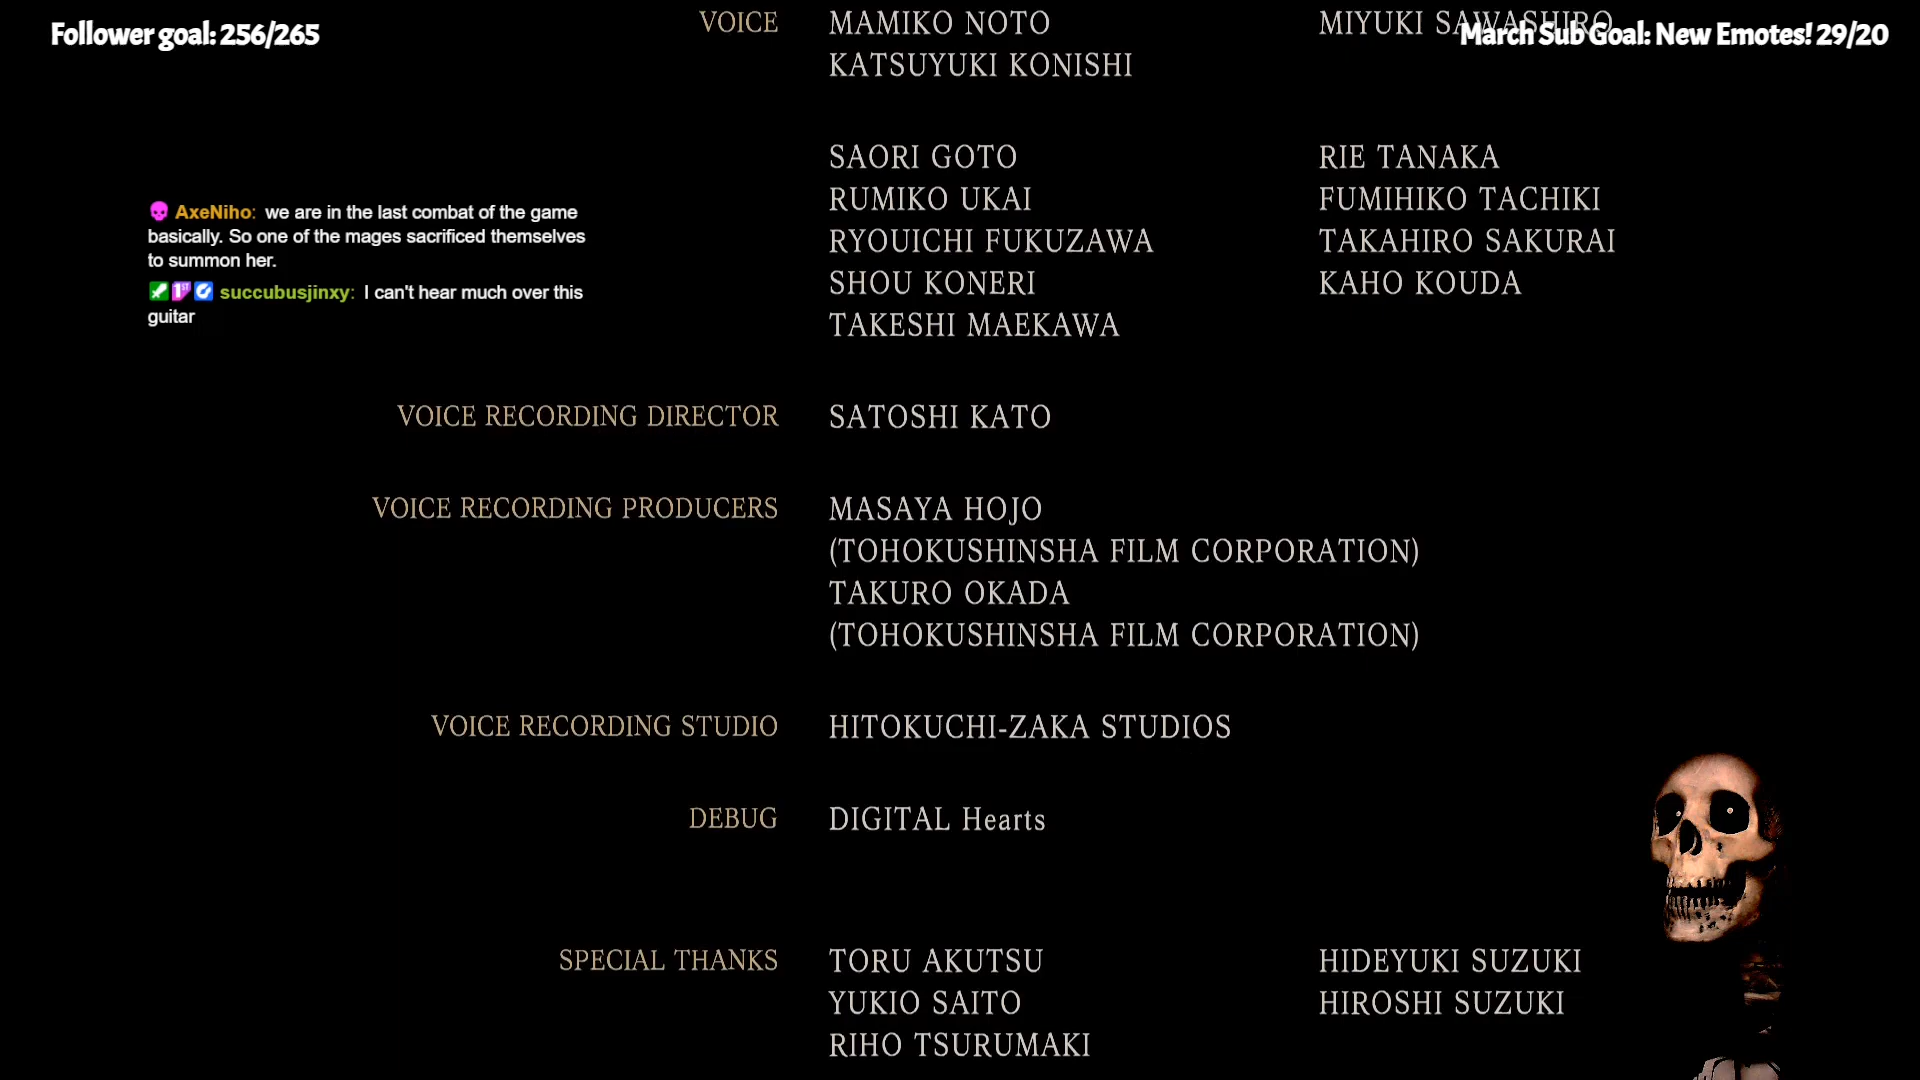 Follower goal: 256/265
March Sub Goal: New Emotes! 29/20
VOICE
MAMIKO NOTO
MIYUKI SAWASHIRO
KATSUYUKI KONISHI
SAORI GOTO
RIE TANAKA
RUMIKO UKAI
FUMIHIKO TACHIKI
RYOUICHI FUKUZAWA
TAKAHIRO SAKURAI
SHOU KONERI
KAHO KOUDA
TAKESHI MAEKAWA
AxeNiho: we are in the last combat of the game
basically. So one of the mages sacrificed themselves
to summon her.
1ST succubusjinxy: I can't hear much over this
guitar
VOICE RECORDING DIRECTOR
SATOSHI KATO
VOICE RECORDING PRODUCERS
MASAYA HOJO
(TOHOKUSHINSHA FILM CORPORATION)
TAKURO OKADA
(TOHOKUSHINSHA FILM CORPORATION)
VOICE RECORDING STUDIO
HITOKUCHI-ZAKA STUDIOS
DEBUG
DIGITAL Hearts
SPECIAL THANKS
TORU AKUTSU
HIDEYUKI SUZUKI
YUKIO SAITO
HIROSHI SUZUKI
RIHO TSURUMAKI